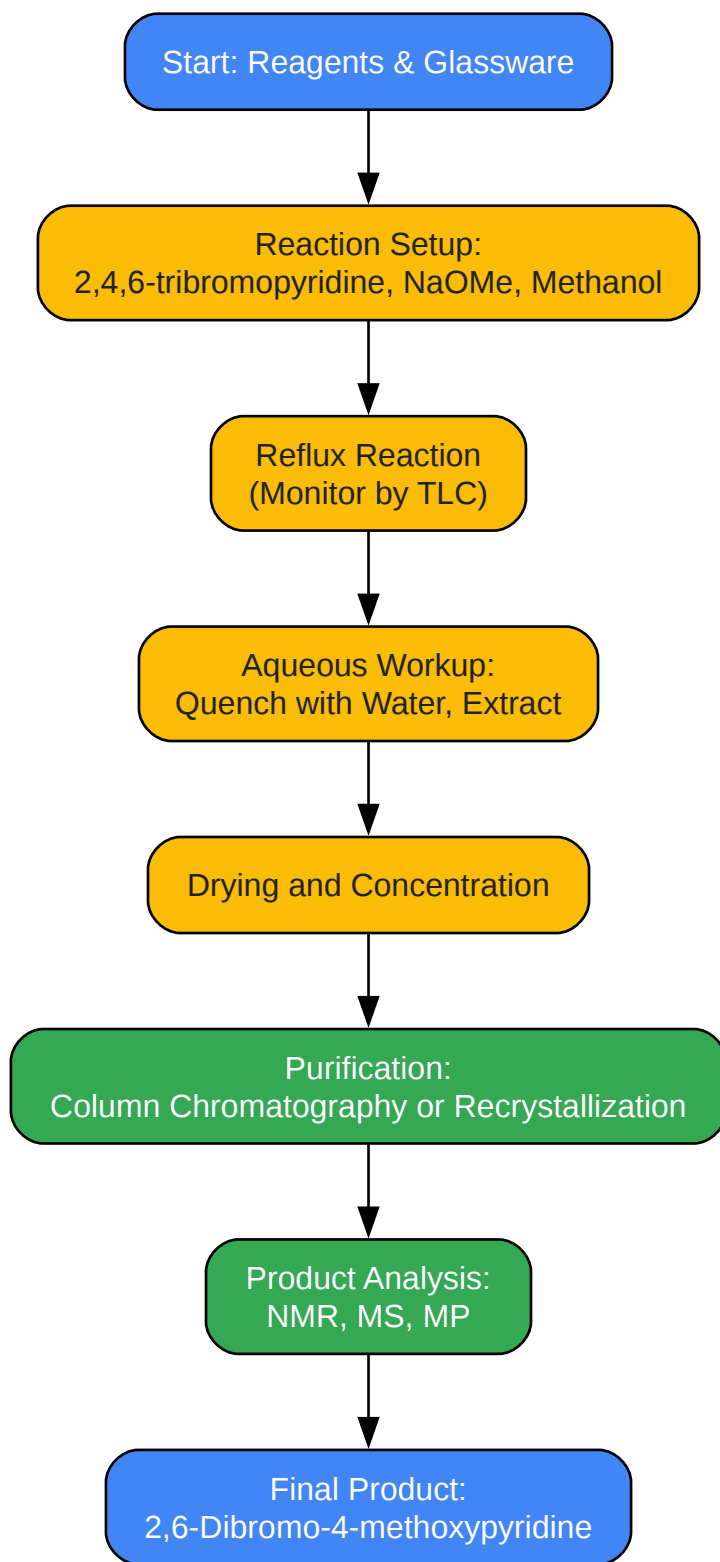 Start: Reagents & Glassware
Reaction Setup:
2,4,6-tribromopyridine, NaOMe, Methanol
Reflux Reaction
(Monitor by TLC)
Aqueous Workup:
Quench with Water, Extract
Drying and Concentration
Purification:
Column Chromatography or Recrystallization
Product Analysis:
NMR, MS, MP
Final Product:
2,6-Dibromo-4-methoxypyridine